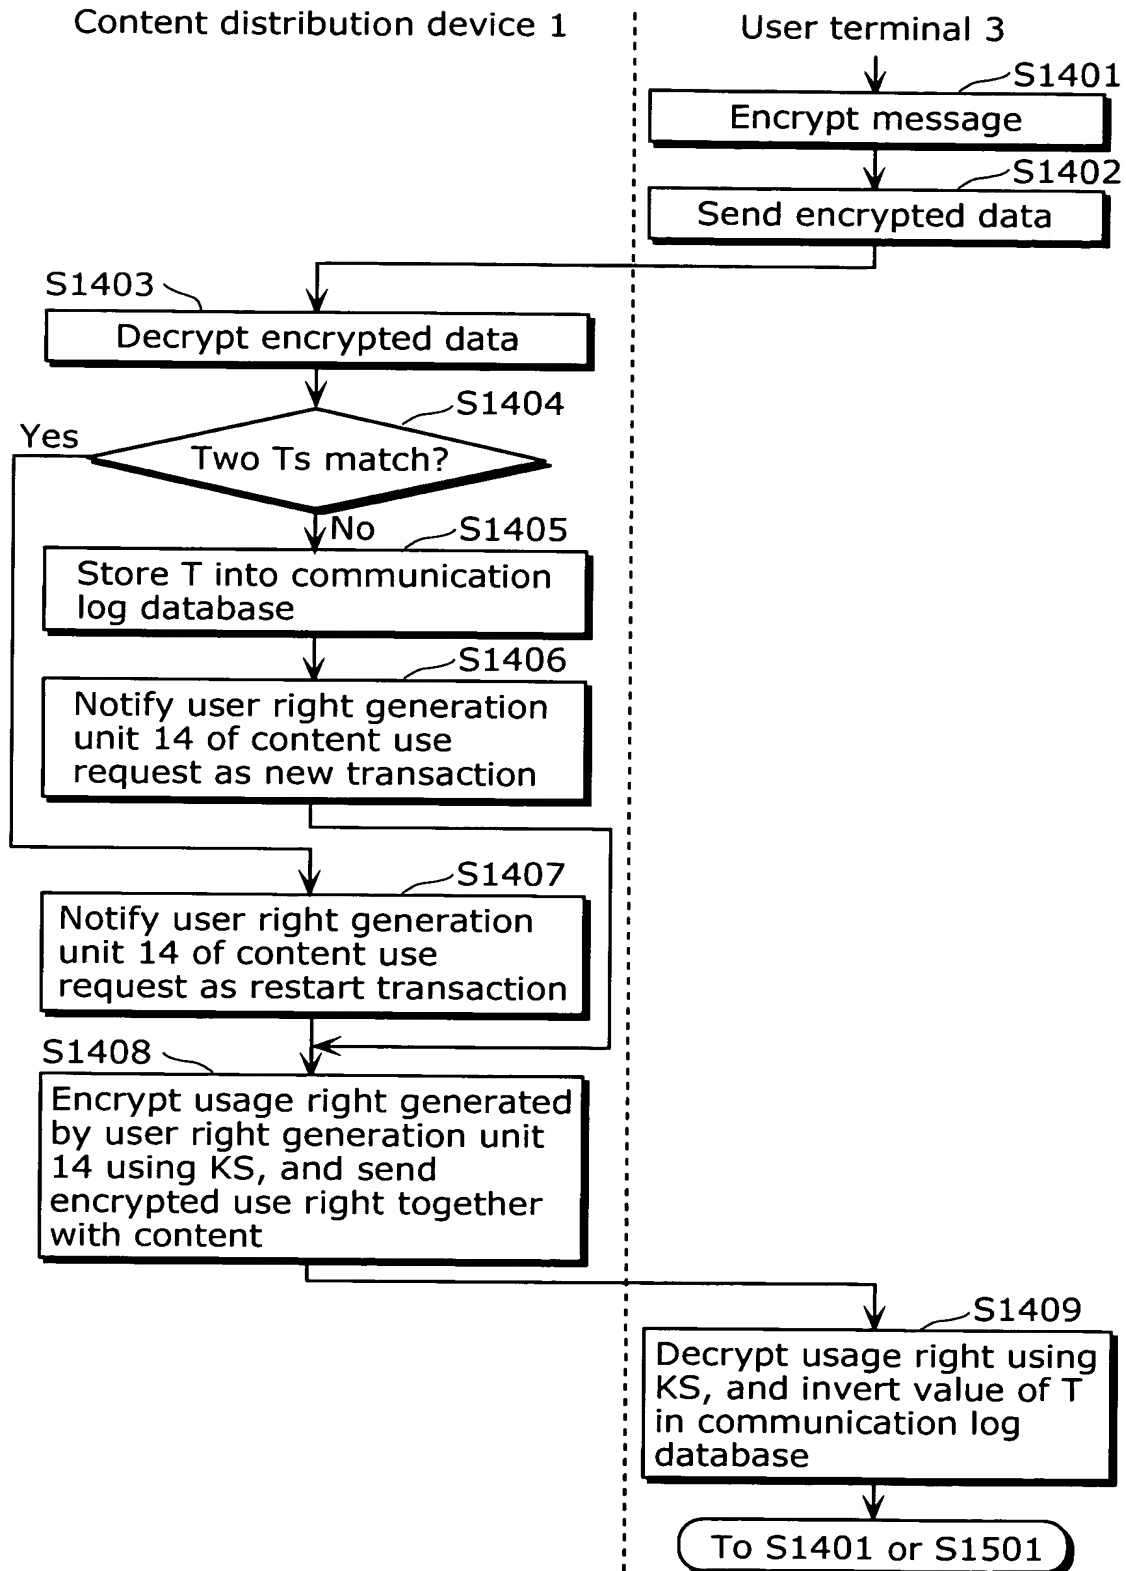 Content distribution device 1
User terminal 3
S1401
Encrypt message
S1402
Send encrypted data
S1403
Decrypt encrypted data
S1404
Yes
Two Ts match?
No
S1405
Store T into communication
log database
S1406
Notify user right generation
unit 14 of content use
request as new transaction
S1407
Notify user right generation
unit 14 of content use
request as restart transaction
S1408
Encrypt usage right generated
by user right generation unit
14 using KS, and send
encrypted use right together
with content
S1409
Decrypt usage right using
KS, and invert value of T
in communication log
database
To S1401 or S1501